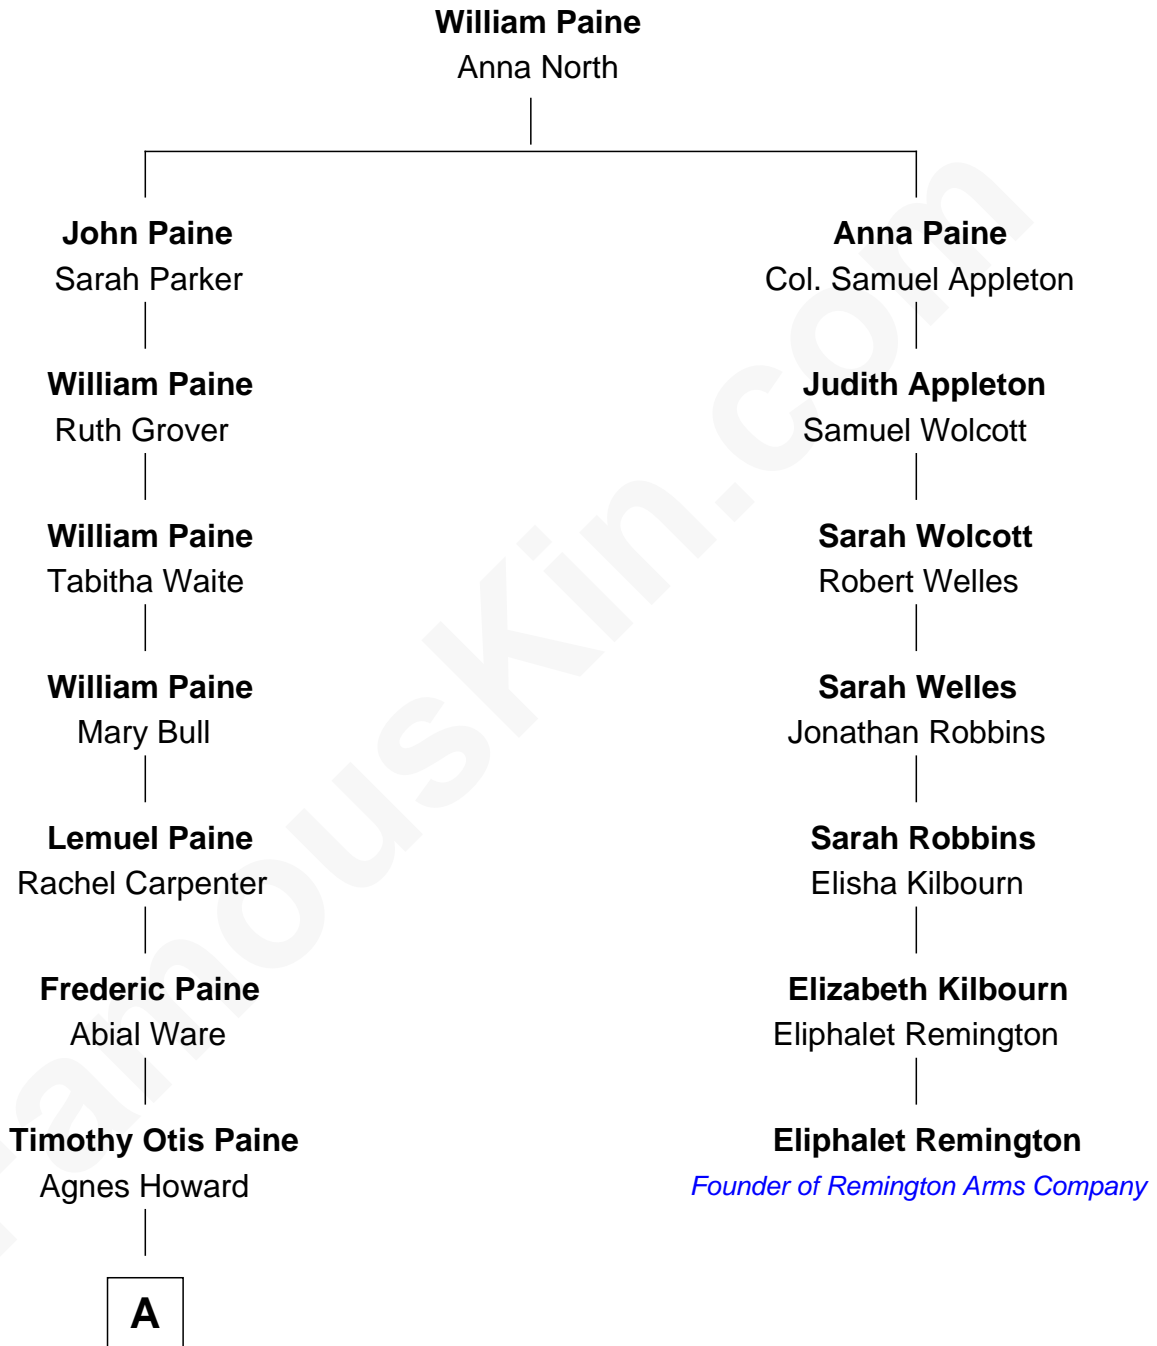 William Paine
Anna North
John Paine
Sarah Parker
Anna Paine
Col. Samuel Appleton
William Paine
Ruth Grover
Judith Appleton
Samuel Wolcott
William Paine
Tabitha Waite
Sarah Wolcott
Robert Welles
William Paine
Mary Bull
Sarah Welles
Jonathan Robbins
Lemuel Paine
Rachel Carpenter
Sarah Robbins
Elisha Kilbourn
Frederic Paine
Abial Ware
Elizabeth Kilbourn
Eliphalet Remington
Timothy Otis Paine
Agnes Howard
Eliphalet Remington
Founder of Remington Arms Company
A
FamousKin.com